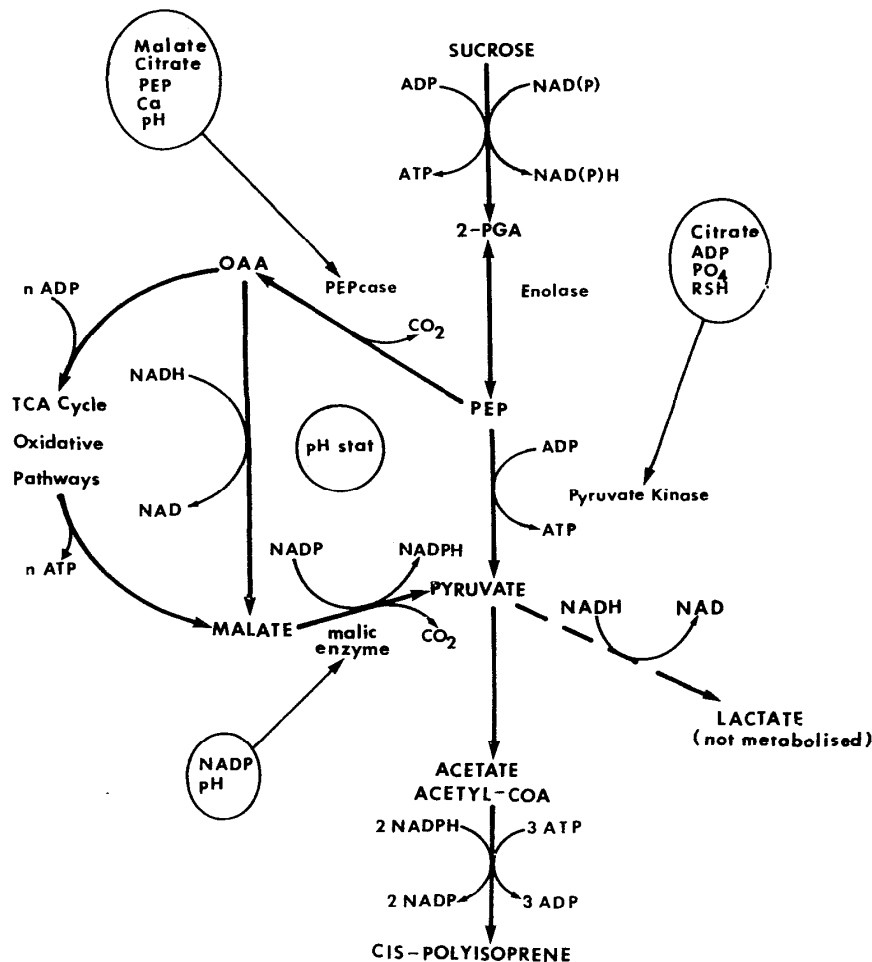 Malate
Citrate
PEP
Ca
pH
SUCROSE
ADP
NAD(P)
ATP
NAD(P)H
2-PGA
Citrate
ADP
PO4
RSH
OAA
PEPcase
Enolase
n ADP
CO2
NADH
TCA Cycle
Oxidative
Pathways
PEP
pH stat
ADP
Pyruvate Kinase
NAD
ATP
n ATP
NADP
NADPH
PYRUVATE
NADH
NAD
MALATE
malic
enzyme
CO2
LACTATE
(not metabolised)
NADP
pH
ACETATE
ACETYL-COA
2 NADPH
3 ATP
2 NADP
3 ADP
CIS-POLYISOPRENE